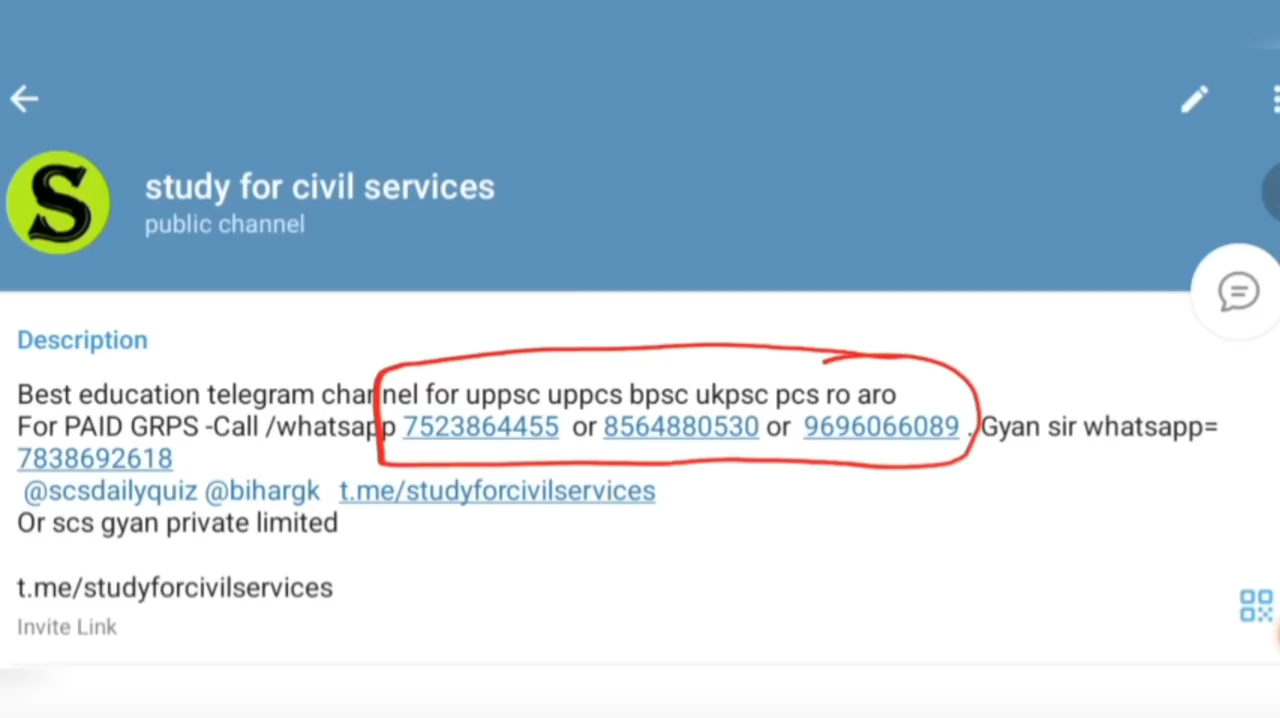 S
study for civil services
public channel
Description
Best education telegram channel for uppsc uppcs bpsc ukpsc pcs ro aro
For PAID GRPS -Call /whatsapp 7523864455 or 8564880530 or 9696066089 . Gyan sir whatsapp=
7838692618
@scsdailyquiz @bihargk t.me/studyforcivilservices
Or scs gyan private limited
t.me/studyforcivilservices
Invite Link